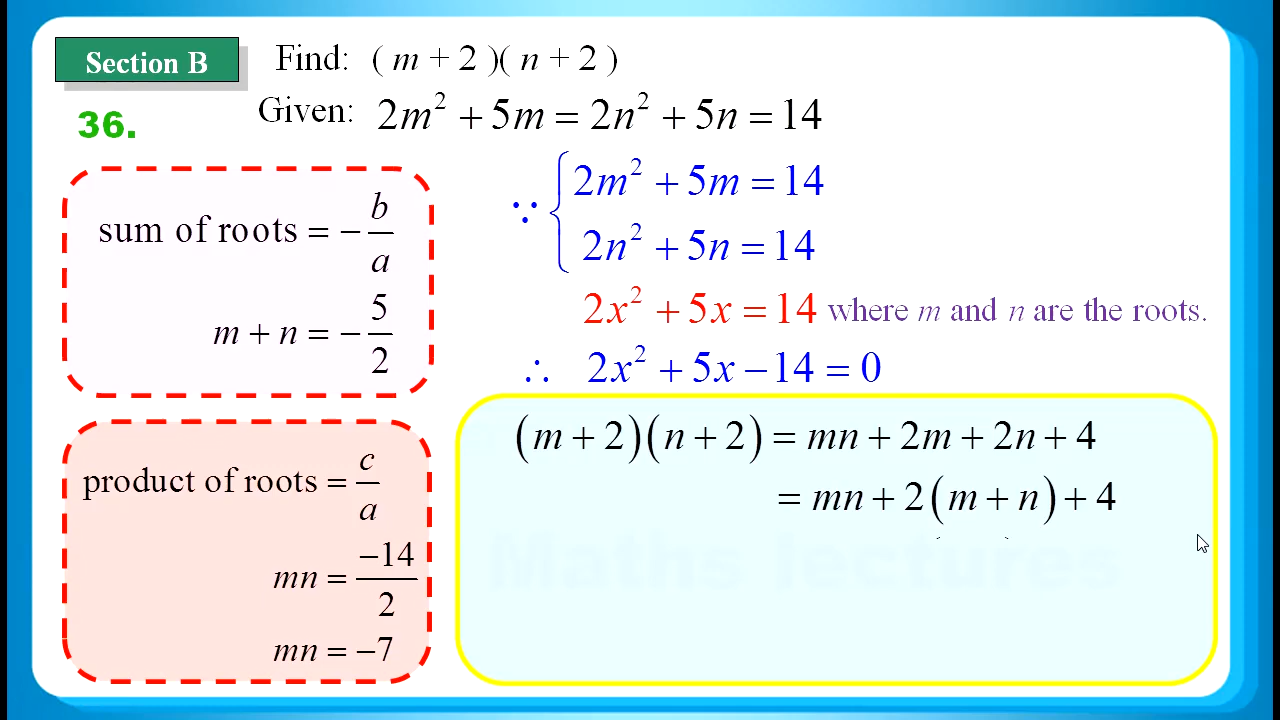 Section B
Find: ( m + 2 )( n + 2 )
36.
Given: 2m² + 5m = 2n² + 5n = 14
sum of roots = − b/a
m + n = − 5/2
product of roots = c/a
mn = −14/2
mn = −7
∵ { 2m² + 5m = 14
2n² + 5n = 14
2x² + 5x = 14 where m and n are the roots.
∴ 2x² + 5x − 14 = 0
(m + 2)(n + 2) = mn + 2m + 2n + 4
= mn + 2(m + n) + 4
Maths lectures